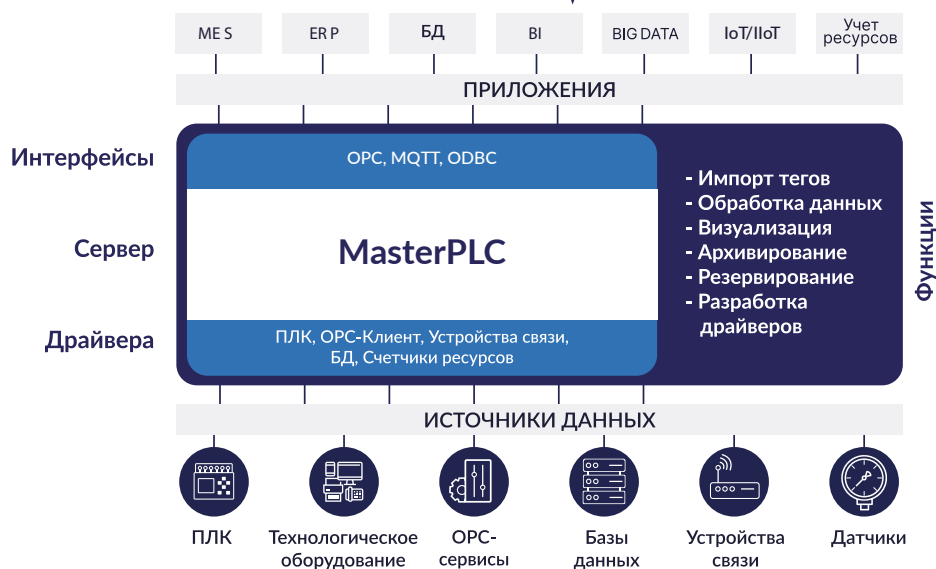 MES
ERP
БД
BI
BIG DATA
IoT/IIoT
Учет
ресурсов
ПРИЛОЖЕНИЯ
Интерфейсы
OPC, MQTT, ODBC
Сервер
MasterPLC
Драйвера
ПЛК, OPC-Клиент, Устройства связи,
БД, Счетчики ресурсов
- Импорт тегов
- Обработка данных
- Визуализация
- Архивирование
- Резервирование
- Разработка
драйверов
Функции
ИСТОЧНИКИ ДАННЫХ
ПЛК
Технологическое
оборудование
OPC-
сервисы
Базы
данных
Устройства
связи
Датчики